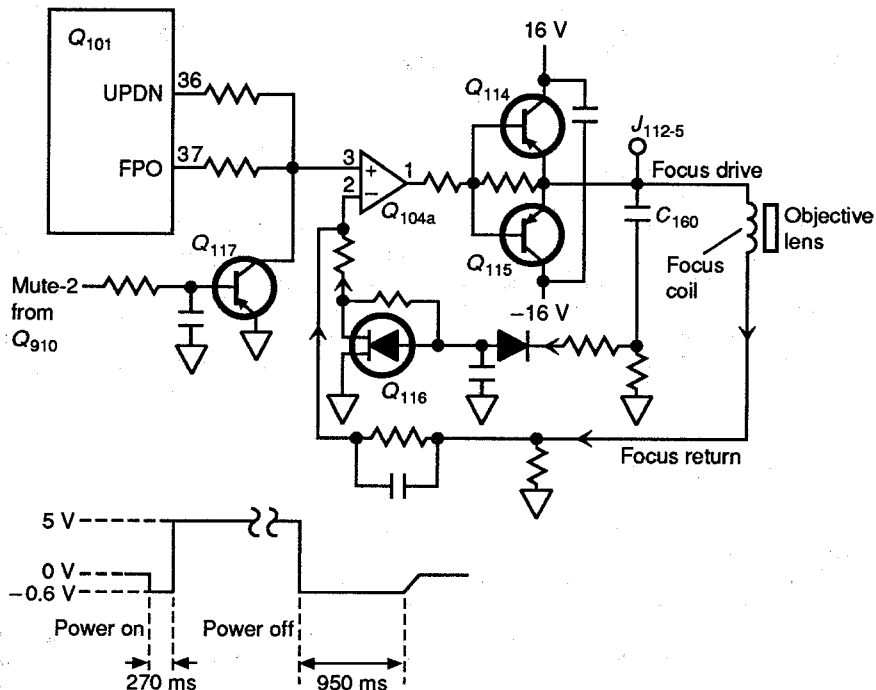 16 V
Q101
Q114
UPDN
36
J112-5
FPO
37
3
+
1
Focus drive
2
−
Q104a
C160
Objective
lens
Q117
Q115
Focus
coil
Mute-2
from
Q910
−16 V
Q116
Focus return
5 V
0 V
−0.6 V
Power on
Power off
270 ms
950 ms